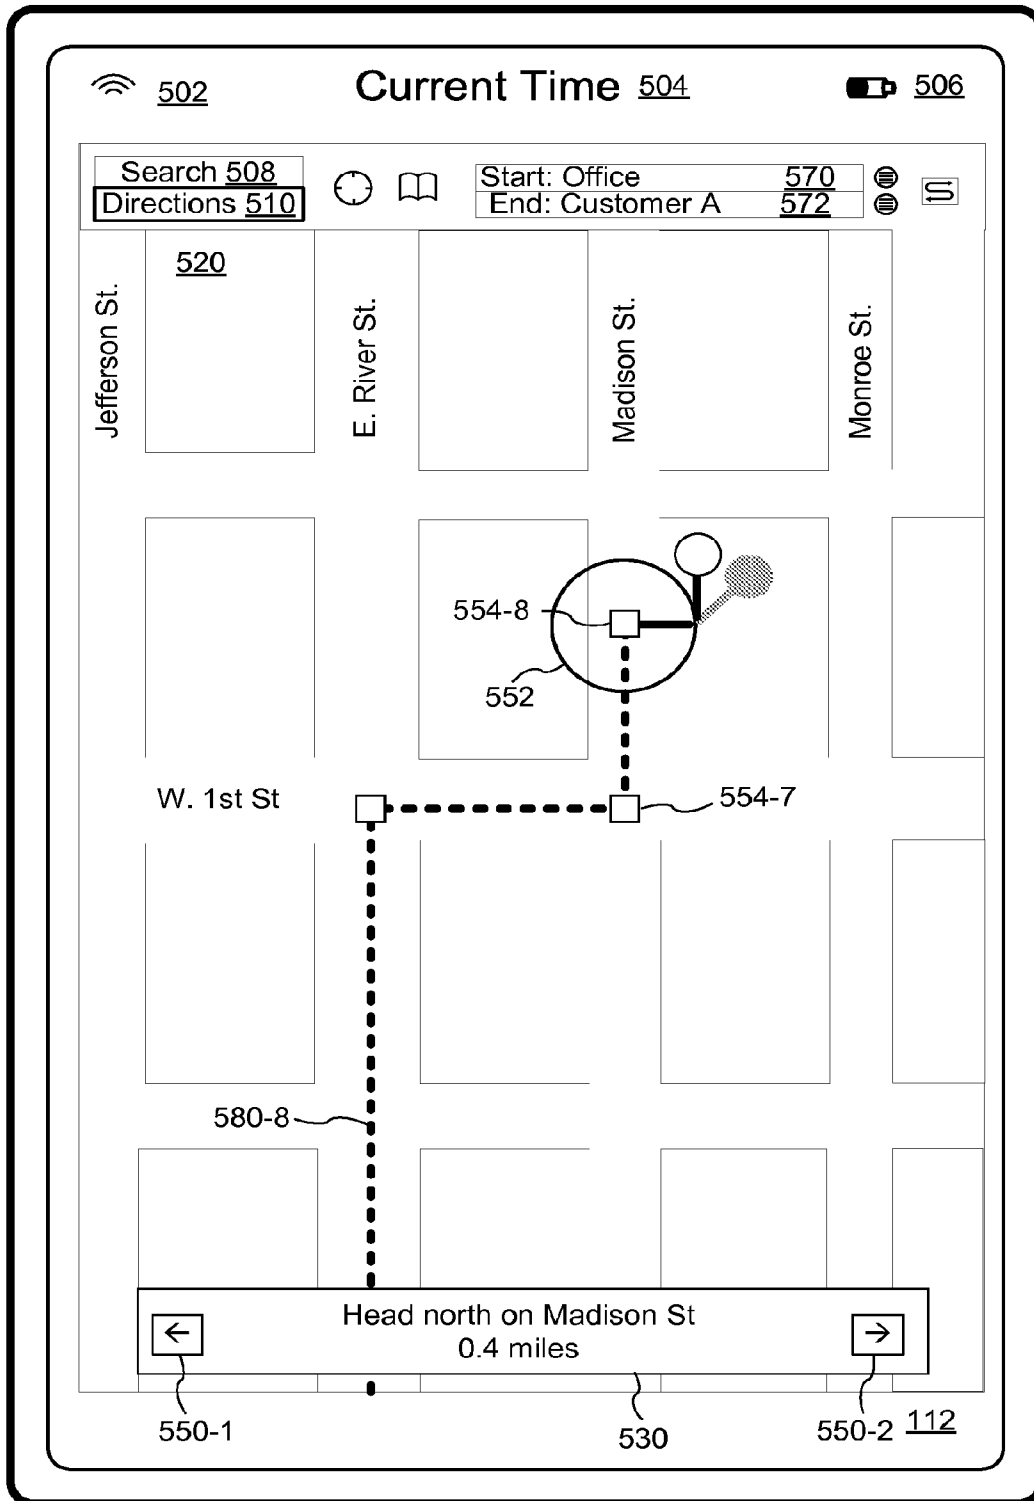 502
Current Time 504
506
Search 508
Directions 510
Start: Office 570
End: Customer A 572
520
Jefferson St.
E. River St.
Madison St.
Monroe St.
554-8
552
W. 1st St
554-7
580-8
Head north on Madison St
0.4 miles
550-1
530
550-2
112